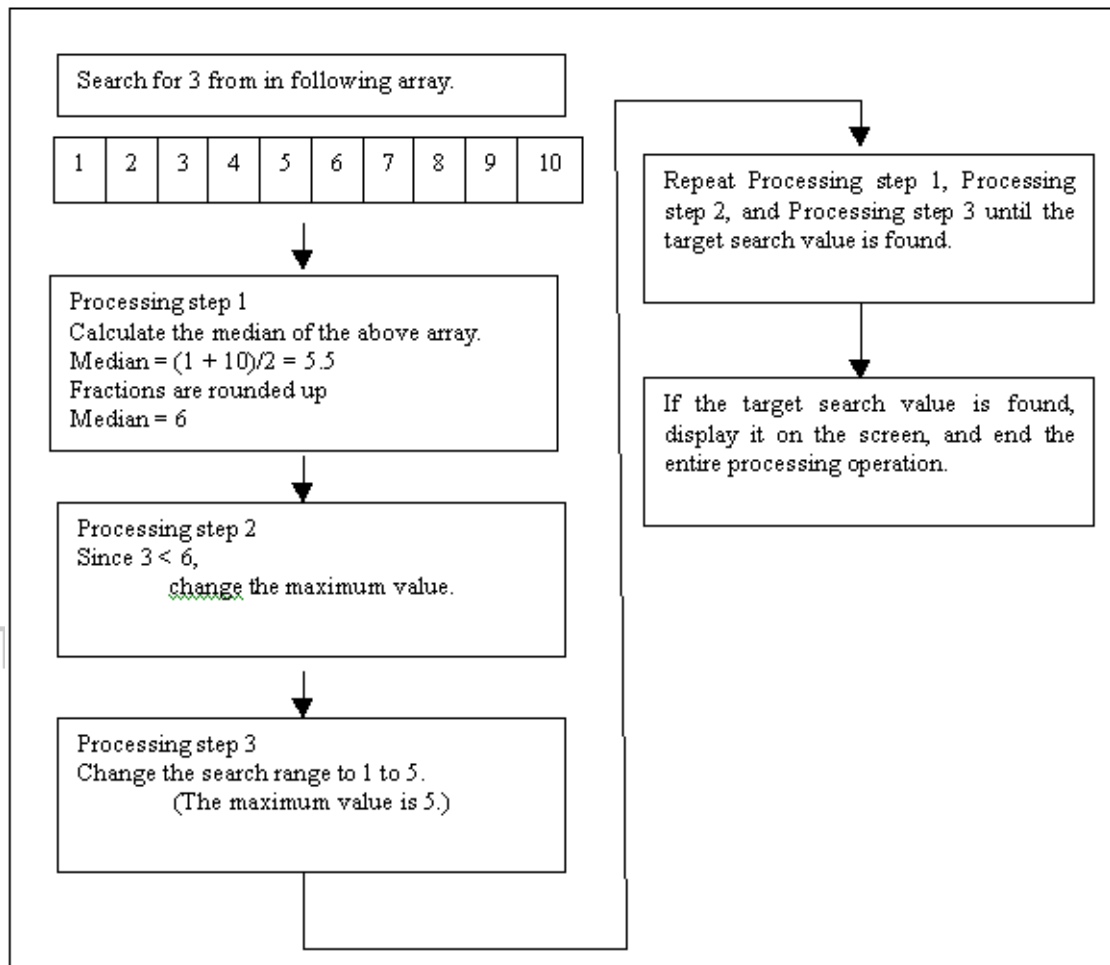 Search for 3 from in following array.
1 2 3 4 5 6 7 8 9 10
Processing step 1
Calculate the median of the above array.
Median = (1 + 10)/2 = 5.5
Fractions are rounded up
Median = 6
Processing step 2
Since 3 < 6,
change the maximum value.
Processing step 3
Change the search range to 1 to 5.
(The maximum value is 5.)
Repeat Processing step 1, Processing
step 2, and Processing step 3 until the
target search value is found.
If the target search value is found,
display it on the screen, and end the
entire processing operation.